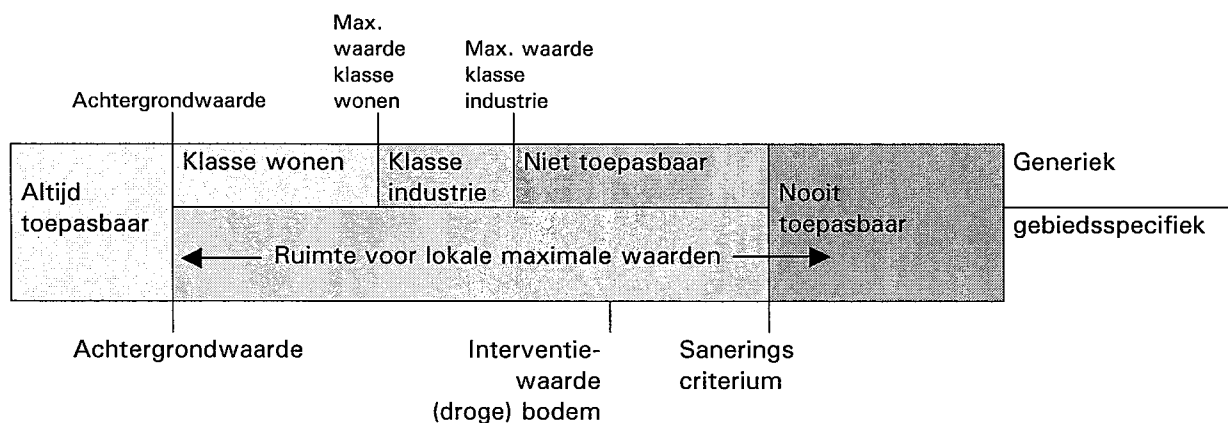 Max.
waarde
klasse
wonen
Max. waarde
klasse
industrie
Achtergrondwaarde
Klasse wonen
Klasse
industrie
Niet toepasbaar
Altijd
toepasbaar
Nooit
toepasbaar
Generiek
gebiedsspecifiek
Ruimte voor lokale maximale waarden
Achtergrondwaarde
Interventie-
waarde
(droge) bodem
Sanerings
criterium